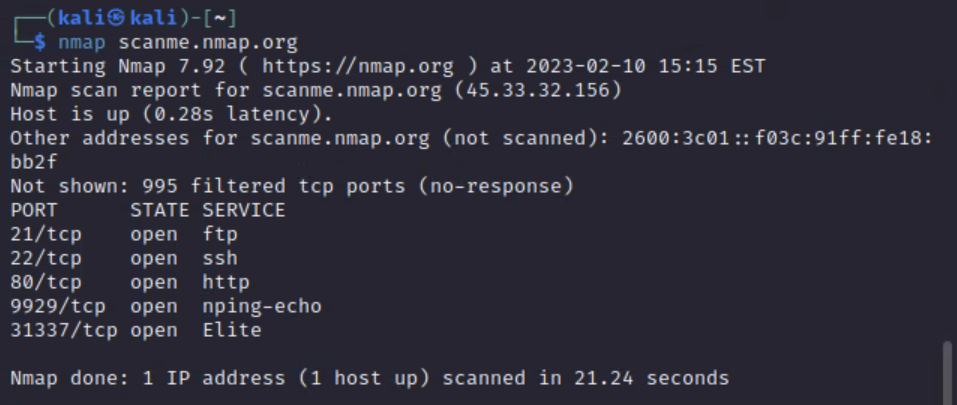 ┌──(kali㉿kali)-[~]
└─$ nmap scanme.nmap.org
Starting Nmap 7.92 ( https://nmap.org ) at 2023-02-10 15:15 EST
Nmap scan report for scanme.nmap.org (45.33.32.156)
Host is up (0.28s latency).
Other addresses for scanme.nmap.org (not scanned): 2600:3c01::f03c:91ff:fe18:
bb2f
Not shown: 995 filtered tcp ports (no-response)
PORT      STATE SERVICE
21/tcp    open  ftp
22/tcp    open  ssh
80/tcp    open  http
9929/tcp  open  nping-echo
31337/tcp open  Elite

Nmap done: 1 IP address (1 host up) scanned in 21.24 seconds